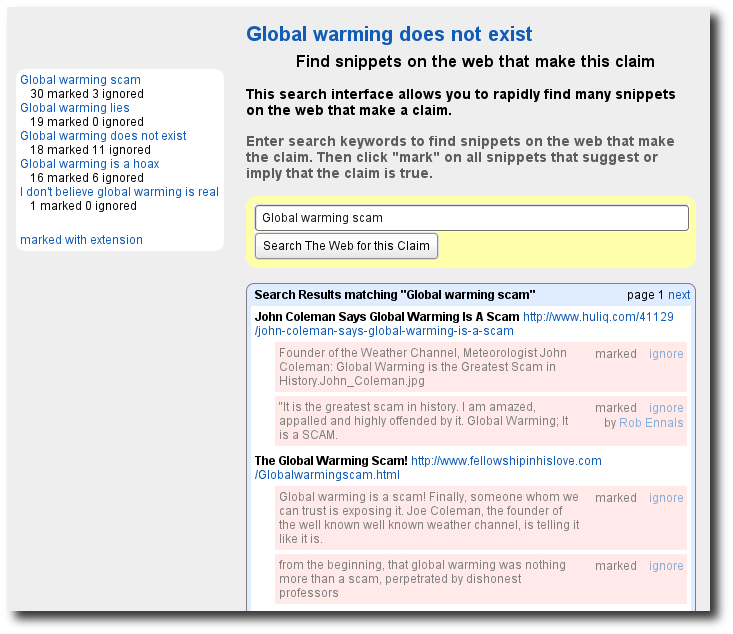 Global warming does not exist
Find snippets on the web that make this claim
Global warming scam
30 marked 3 ignored
Global warming lies
19 marked 0 ignored
Global warming does not exist
18 marked 11 ignored
Global warming is a hoax
16 marked 6 ignored
I don't believe global warming is real
1 marked 0 ignored
marked with extension
This search interface allows you to rapidly find many snippets
on the web that make a claim.
Enter search keywords to find snippets on the web that make
the claim. Then click "mark" on all snippets that suggest or
imply that the claim is true.
Global warming scam
Search The Web for this Claim
Search Results matching "Global warming scam" page 1 next
John Coleman Says Global Warming Is A Scam http://www.huliq.com/41129
/john-coleman-says-global-warming-is-a-scam
Founder of the Weather Channel, Meteorologist John marked ignore
Coleman: Global Warming is the Greatest Scam in
History.John_Coleman.jpg
"It is the greatest scam in history. I am amazed, marked ignore
appalled and highly offended by it. Global Warming; It by Rob Ennals
is a SCAM.
The Global Warming Scam! http://www.fellowshipinhislove.com
/Globalwarmingscam.html
Global warming is a scam! Finally, someone whom we marked ignore
can trust is exposing it. Joe Coleman, the founder of
the well known well known weather channel, is telling it
like it is.
from the beginning, that global warming was nothing marked ignore
more than a scam, perpetrated by dishonest
professors